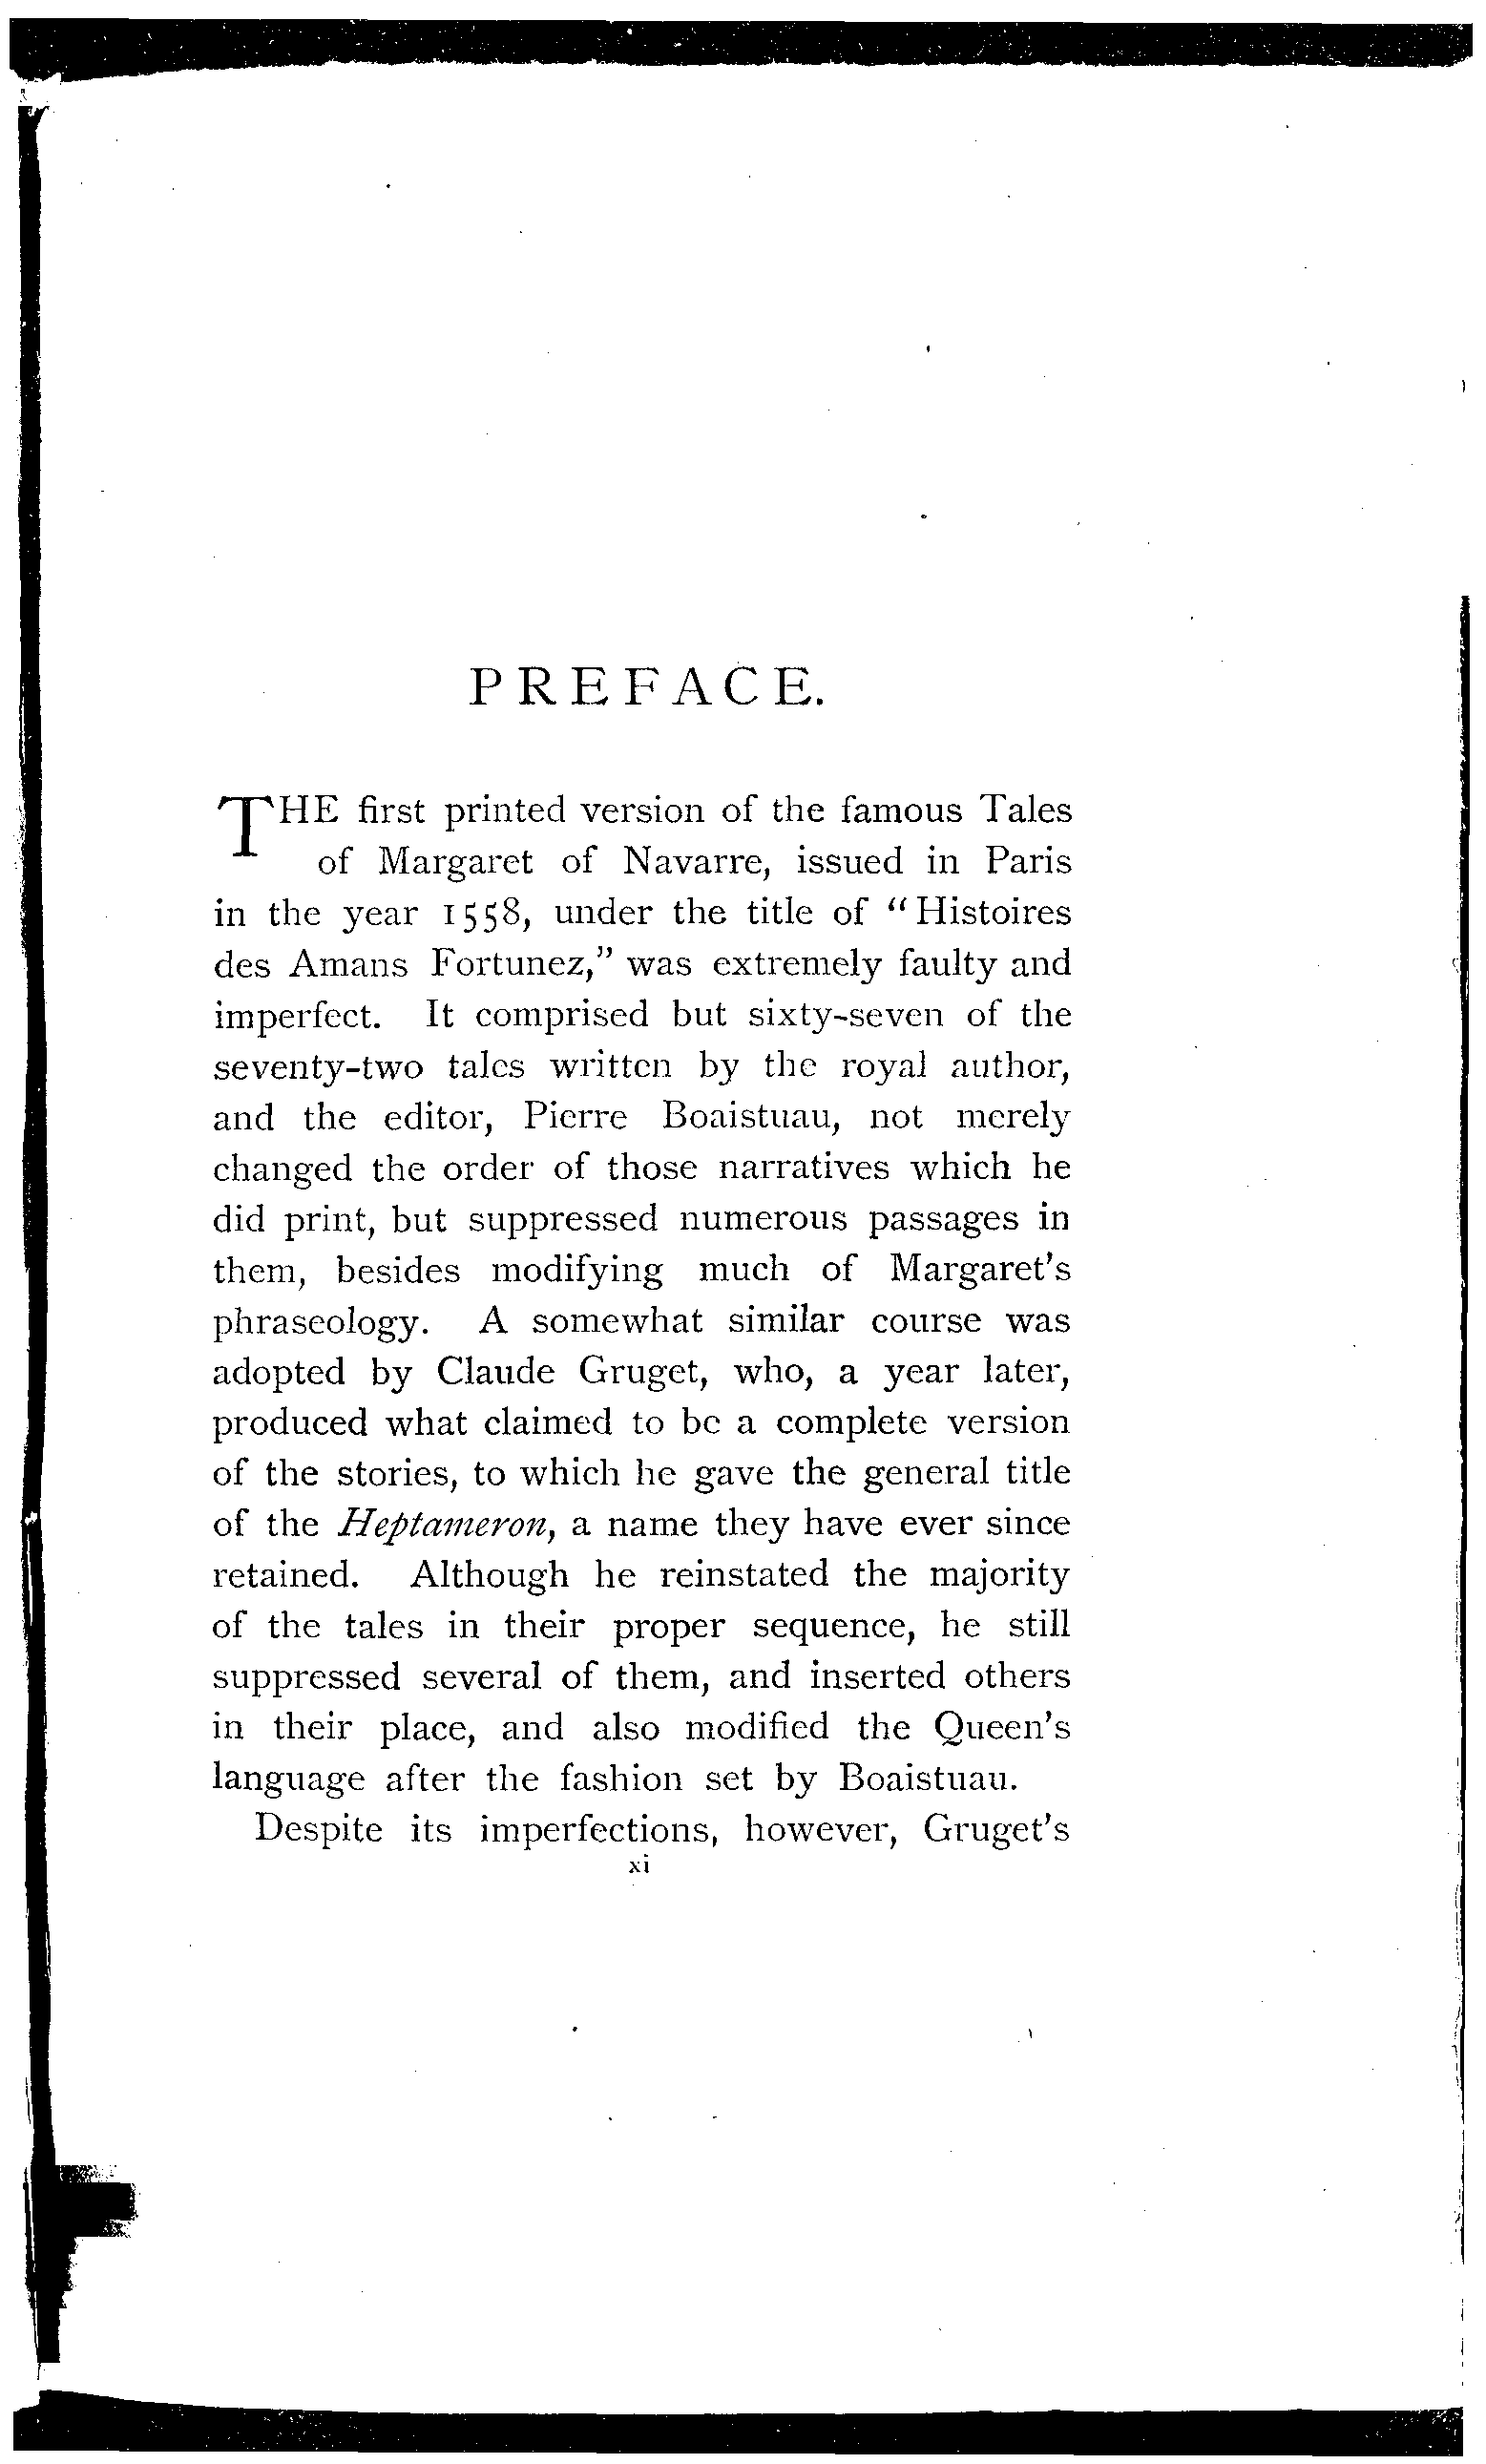 PREFACE.
THE first printed version of the famous Tales
of Margaret of Navarre, issued in Paris
in the year 1558, under the title of "Histoires
des Amans Fortunez," was extremely faulty and
imperfect. It comprised but sixty-seven of the
seventy-two tales written by the royal author,
and the editor, Pierre Boaistuau, not merely
changed the order of those narratives which he
did print, but suppressed numerous passages in
them, besides modifying much of Margaret's
phraseology. A somewhat similar course was
adopted by Claude Gruget, who, a year later,
produced what claimed to be a complete version
of the stories, to which he gave the general title
of the Heptameron, a name they have ever since
retained. Although he reinstated the majority
of the tales in their proper sequence, he still
suppressed several of them, and inserted others
in their place, and also modified the Queen's
language after the fashion set by Boaistuau.
Despite its imperfections, however, Gruget's
xi